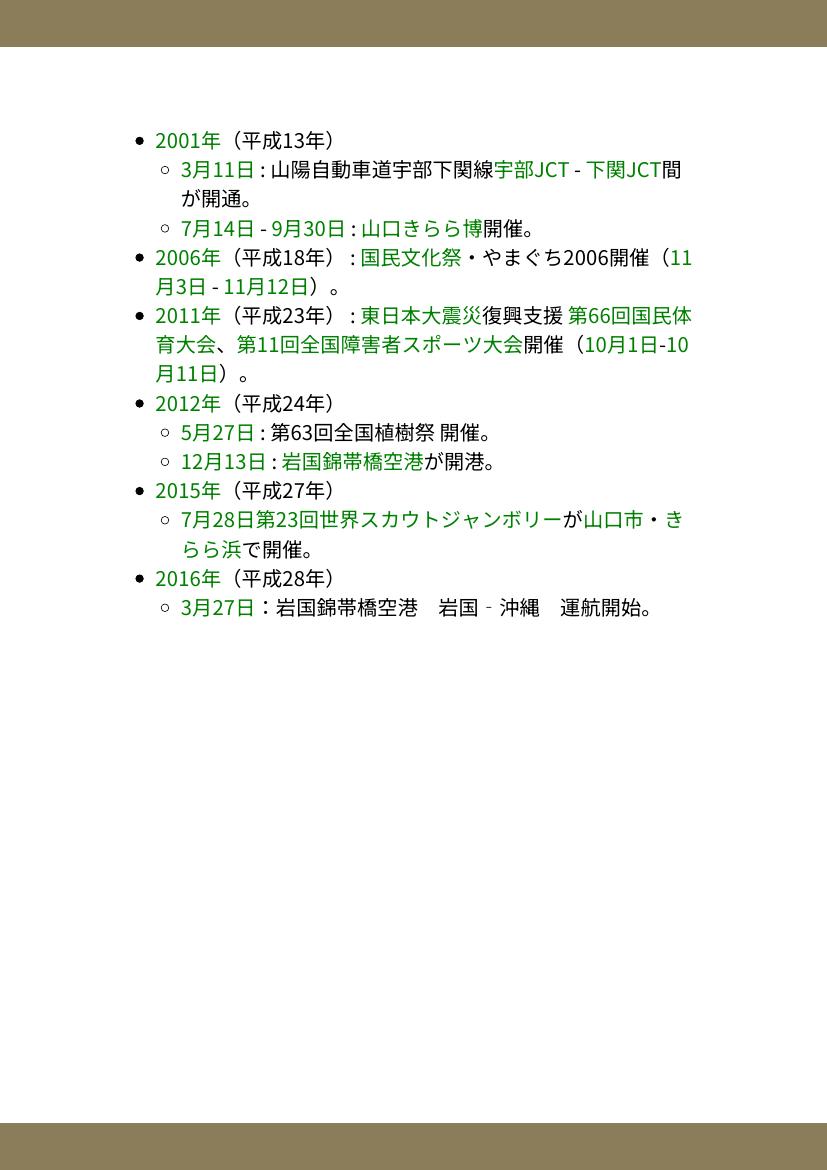 • 2001年（平成13年）
◦ 3月11日 : 山陽自動車道宇部下関線宇部JCT - 下関JCT間
が開通。
◦ 7月14日 - 9月30日 : 山口きらら博開催。
• 2006年（平成18年） : 国民文化祭・やまぐち2006開催（11
月3日 - 11月12日）。
• 2011年（平成23年） : 東日本大震災復興支援 第66回国民体
育大会、第11回全国障害者スポーツ大会開催（10月1日-10
月11日）。
• 2012年（平成24年）
◦ 5月27日 : 第63回全国植樹祭 開催。
◦ 12月13日 : 岩国錦帯橋空港が開港。
• 2015年（平成27年）
◦ 7月28日第23回世界スカウトジャンボリーが山口市・き
らら浜で開催。
• 2016年（平成28年）
◦ 3月27日：岩国錦帯橋空港　岩国‐沖縄　運航開始。